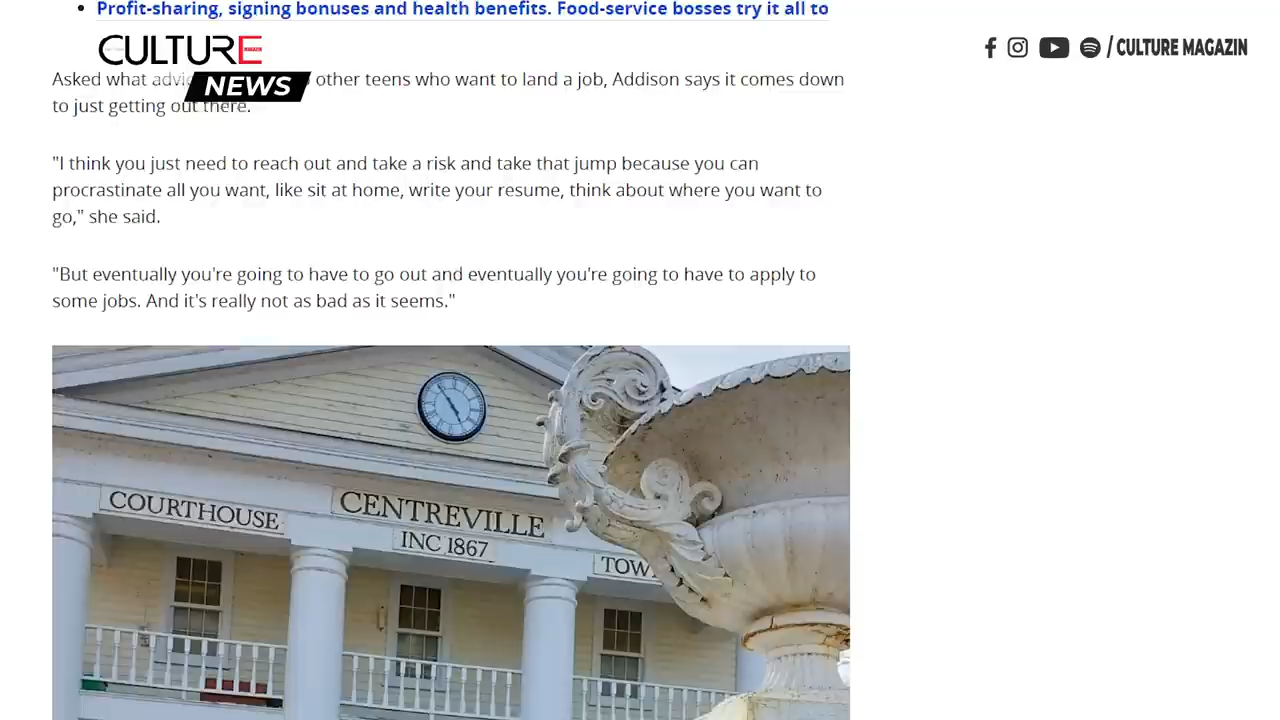 Profit-sharing, signing bonuses and health benefits. Food-service bosses try it all to
CULTURE
NEWS
/ CULTURE MAGAZIN
Asked what advi other teens who want to land a job, Addison says it comes down
to just getting out there.
"I think you just need to reach out and take a risk and take that jump because you can
procrastinate all you want, like sit at home, write your resume, think about where you want to
go," she said.
"But eventually you're going to have to go out and eventually you're going to have to apply to
some jobs. And it's really not as bad as it seems."
COURTHOUSE
CENTREVILLE
INC 1867
TOW